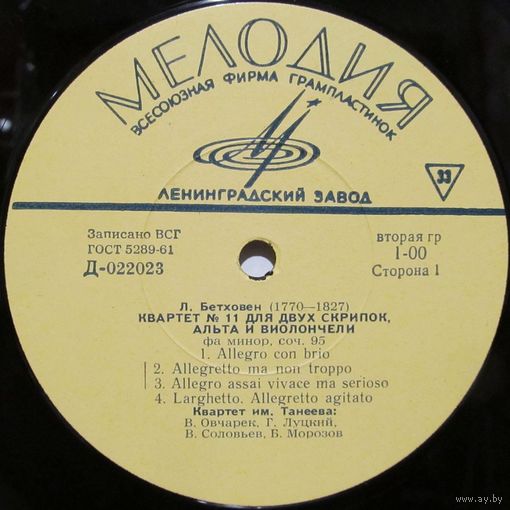 МЕЛОДИЯ
ВСЕСОЮЗНАЯ ФИРМА ГРАМПЛАСТИНОК
ЛЕНИНГРАДСКИЙ ЗАВОД
33
Записано ВСГ
ГОСТ 5289-61
Д-022023
вторая гр
1-00
Сторона 1
Л. Бетховен (1770—1827)
КВАРТЕТ № 11 ДЛЯ ДВУХ СКРИПОК,
АЛЬТА И ВИОЛОНЧЕЛИ
фа минор, соч. 95
1. Allegro con brio
2. Allegretto ma non troppo
3. Allegro assai vivace ma serioso
4. Larghetto. Allegretto agitato
Квартет им. Танеева:
В. Овчарек, Г. Луцкий,
В. Соловьев, Б. Морозов
www.ay.by